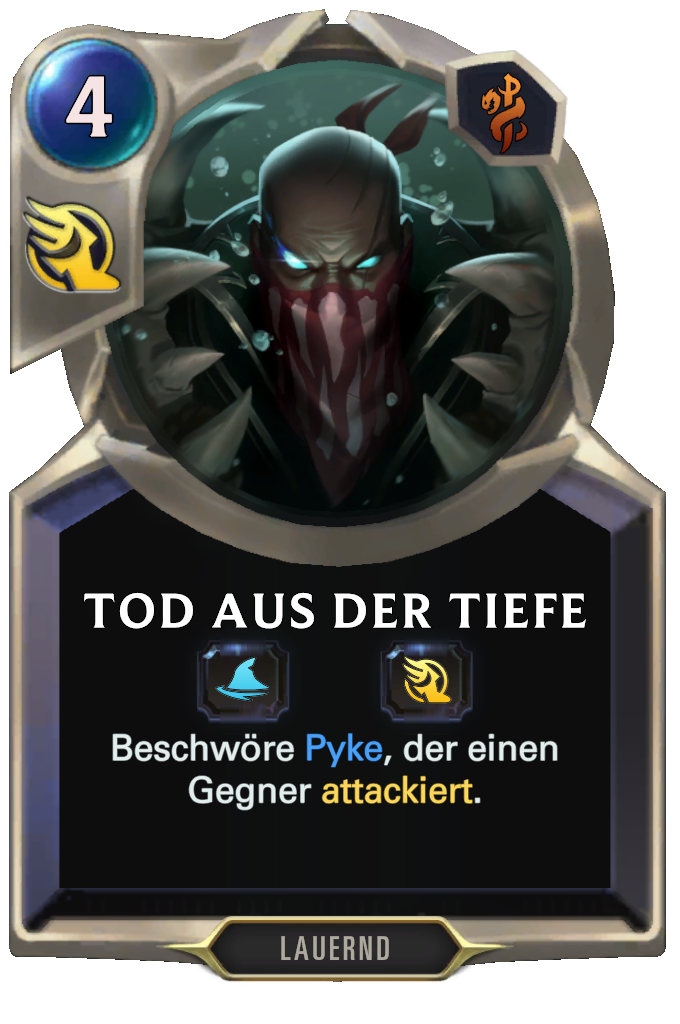 4
TOD AUS DER TIEFE
Beschwöre Pyke, der einen
Gegner attackiert.
LAUERND